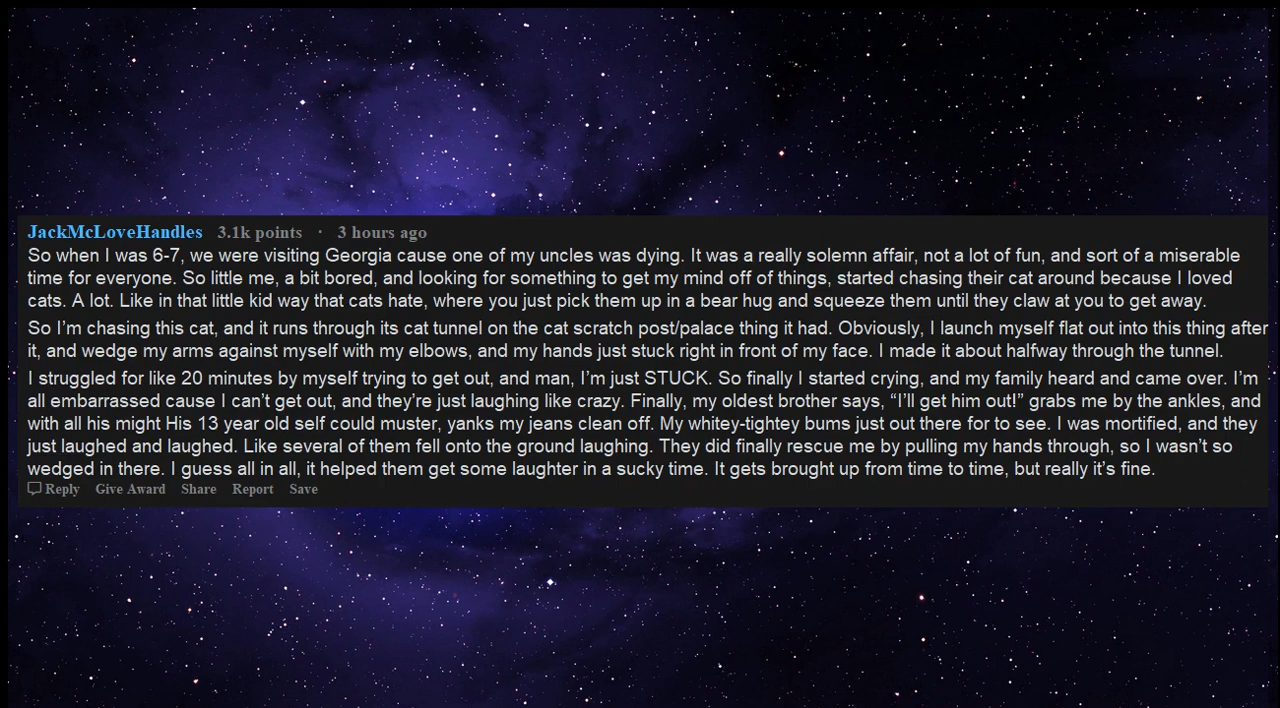 JackMcLoveHandles 3.1k points · 3 hours ago
So when I was 6-7, we were visiting Georgia cause one of my uncles was dying. It was a really solemn affair, not a lot of fun, and sort of a miserable
time for everyone. So little me, a bit bored, and looking for something to get my mind off of things, started chasing their cat around because I loved
cats. A lot. Like in that little kid way that cats hate, where you just pick them up in a bear hug and squeeze them until they claw at you to get away.
So I’m chasing this cat, and it runs through its cat tunnel on the cat scratch post/palace thing it had. Obviously, I launch myself flat out into this thing after
it, and wedge my arms against myself with my elbows, and my hands just stuck right in front of my face. I made it about halfway through the tunnel.
I struggled for like 20 minutes by myself trying to get out, and man, I’m just STUCK. So finally I started crying, and my family heard and came over. I’m
all embarrassed cause I can’t get out, and they’re just laughing like crazy. Finally, my oldest brother says, “I’ll get him out!” grabs me by the ankles, and
with all his might His 13 year old self could muster, yanks my jeans clean off. My whitey-tightey bums just out there for to see. I was mortified, and they
just laughed and laughed. Like several of them fell onto the ground laughing. They did finally rescue me by pulling my hands through, so I wasn’t so
wedged in there. I guess all in all, it helped them get some laughter in a sucky time. It gets brought up from time to time, but really it’s fine.
Reply Give Award Share Report Save